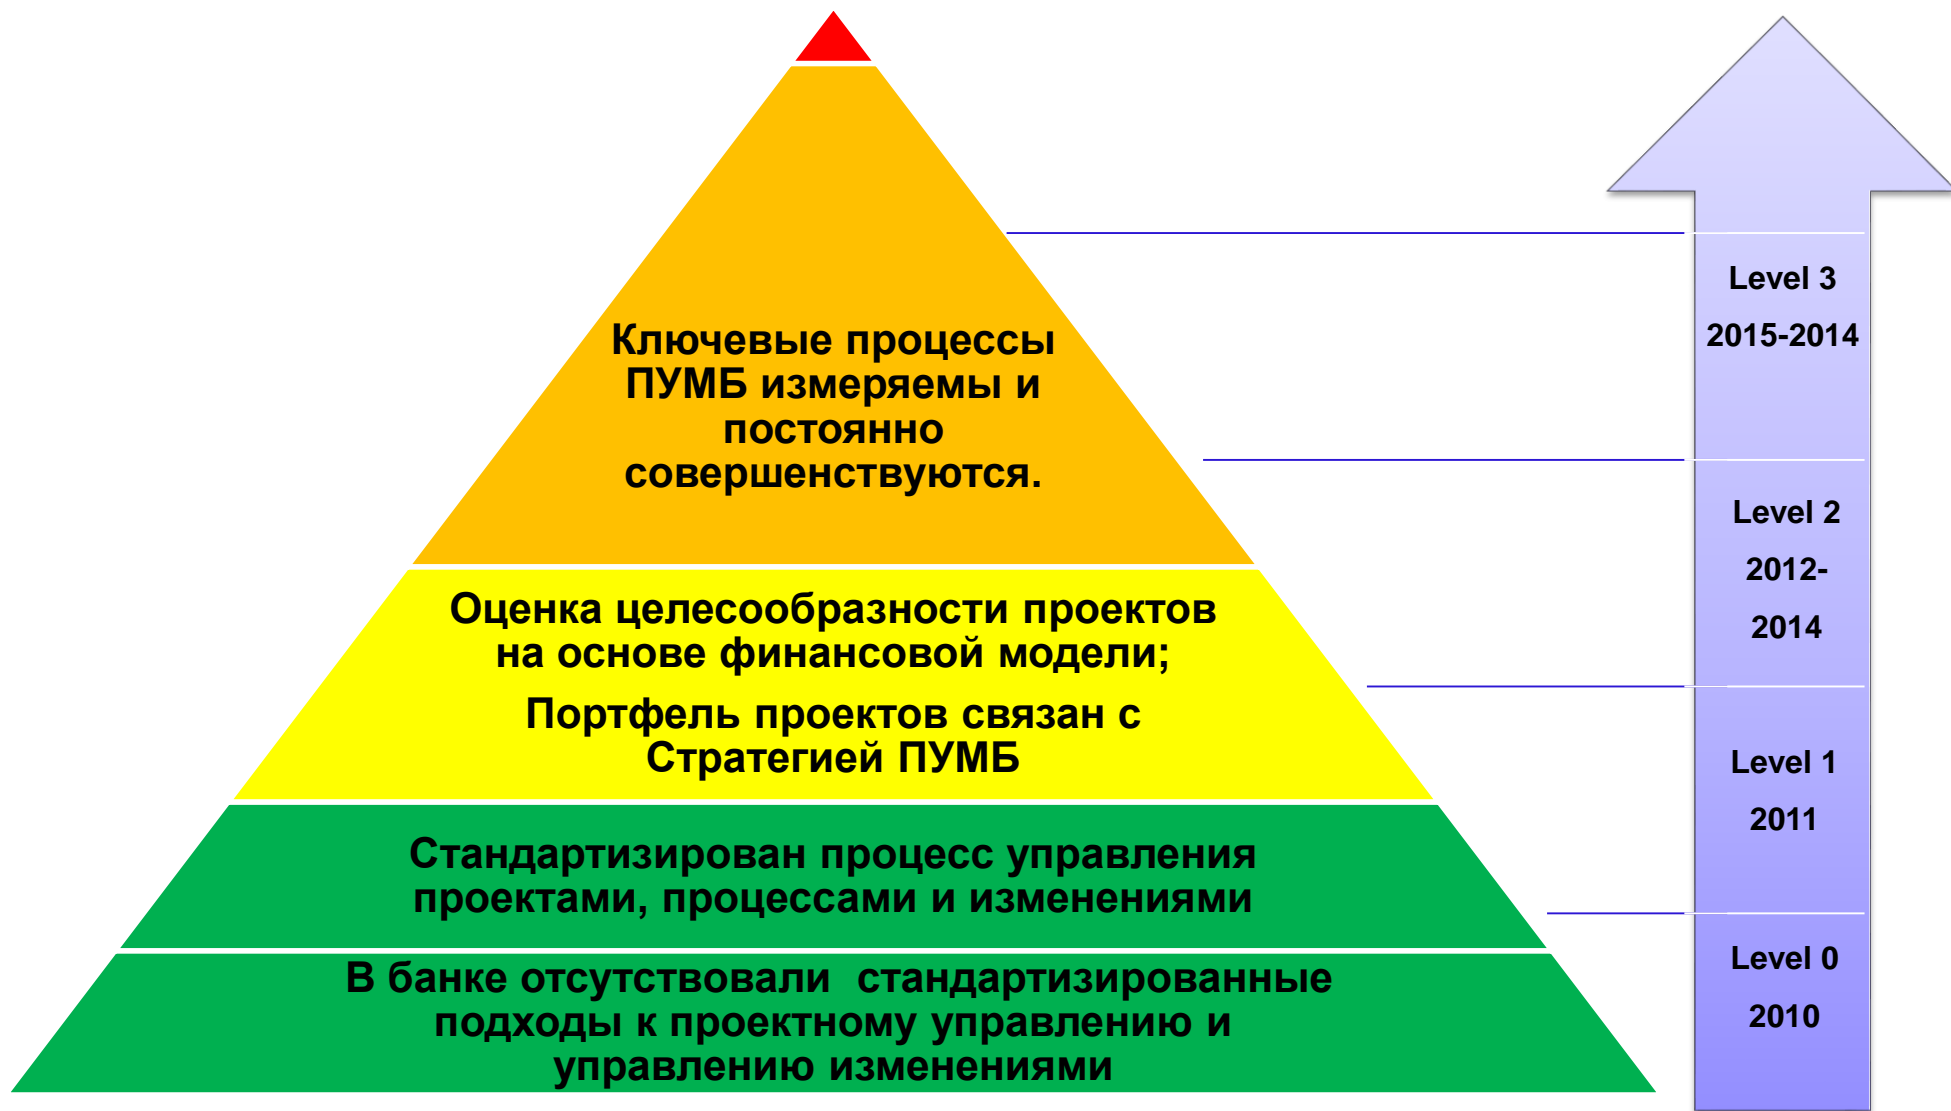 Ключевые процессы
ПУМБ измеряемы и
постоянно
совершенствуются.
Оценка целесообразности проектов
на основе финансовой модели;
Портфель проектов связан с
Стратегией ПУМБ
Стандартизирован процесс управления
проектами, процессами и изменениями
В банке отсутствовали  стандартизированные
подходы к проектному управлению и
управлению изменениями
Level 3
2015-2014
Level 2
2012-
2014
Level 1
2011
Level 0
2010